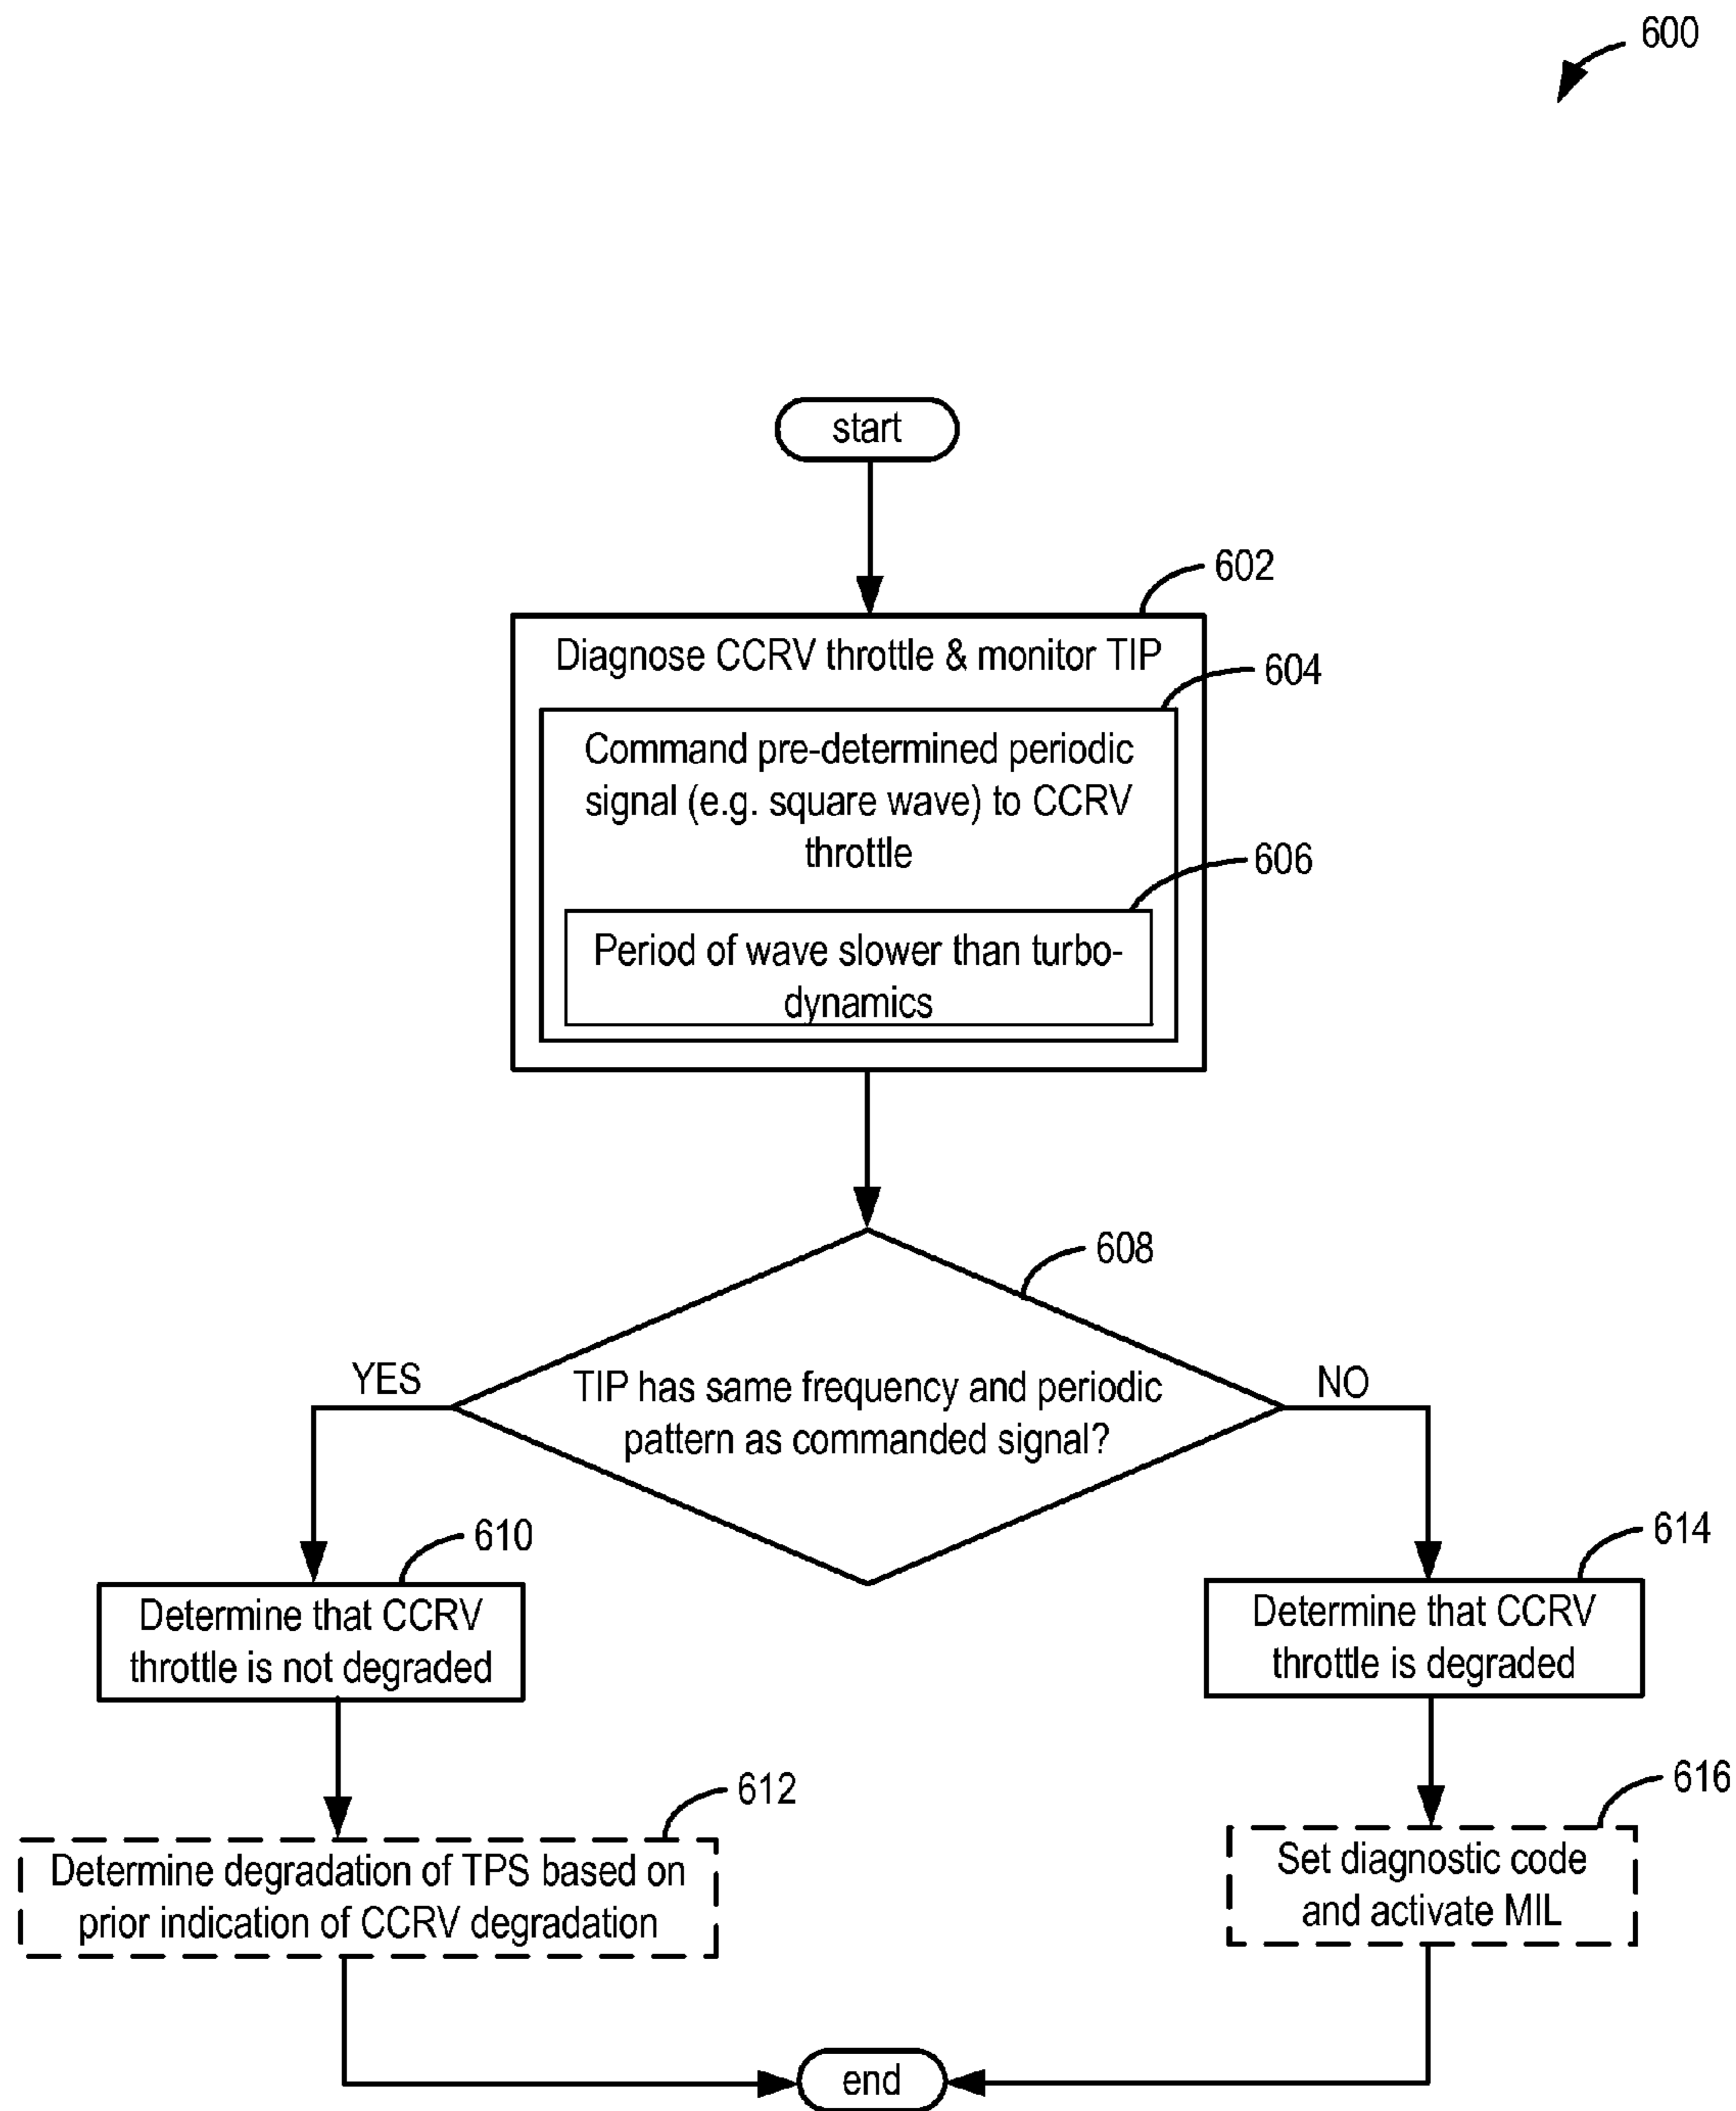 600
start
602
Diagnose CCRV throttle & monitor TIP
604
Command pre-determined periodic
signal (e.g. square wave) to CCRV
throttle
606
Period of wave slower than turbo-
dynamics
608
YES
TIP has same frequency and periodic
pattern as commanded signal?
NO
610
Determine that CCRV
throttle is not degraded
614
Determine that CCRV
throttle is degraded
612
Determine degradation of TPS based on
prior indication of CCRV degradation
616
Set diagnostic code
and activate MIL
end